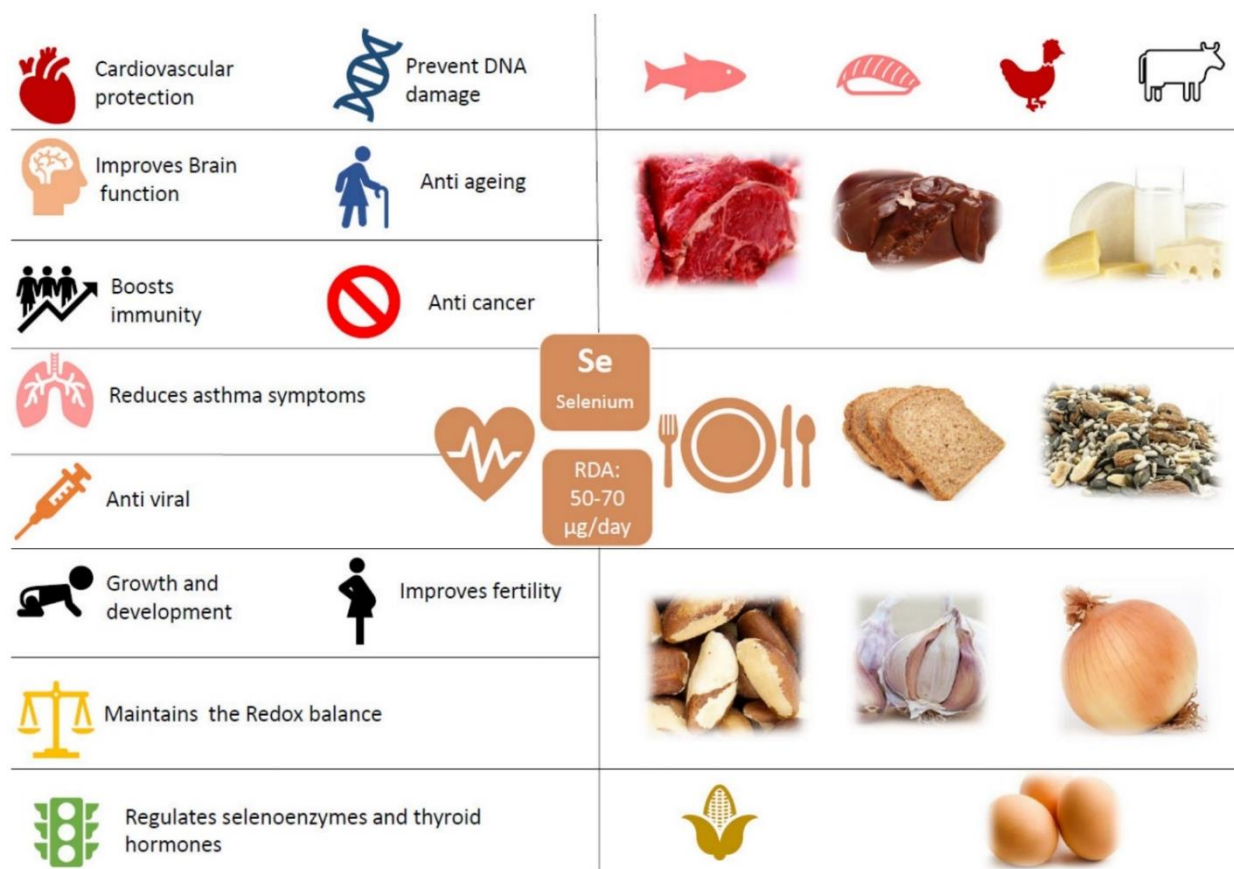 Cardiovascular
protection
Prevent DNA
damage
Improves Brain
function
Anti ageing
Boosts
immunity
Anti cancer
Se
Selenium
Reduces asthma symptoms
RDA:
50-70
µg/day
Anti viral
Growth and
development
Improves fertility
Maintains  the Redox balance
Regulates selenoenzymes and thyroid
hormones